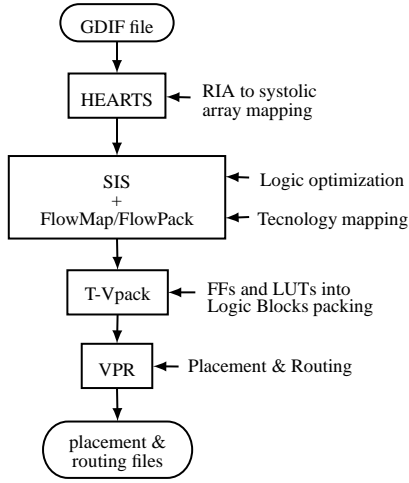 GDIF file
HEARTS
RIA to systolic
array mapping
SIS
+
FlowMap/FlowPack
Logic optimization
Tecnology mapping
T-Vpack
FFs and LUTs into
Logic Blocks packing
VPR
Placement & Routing
placement &
routing files